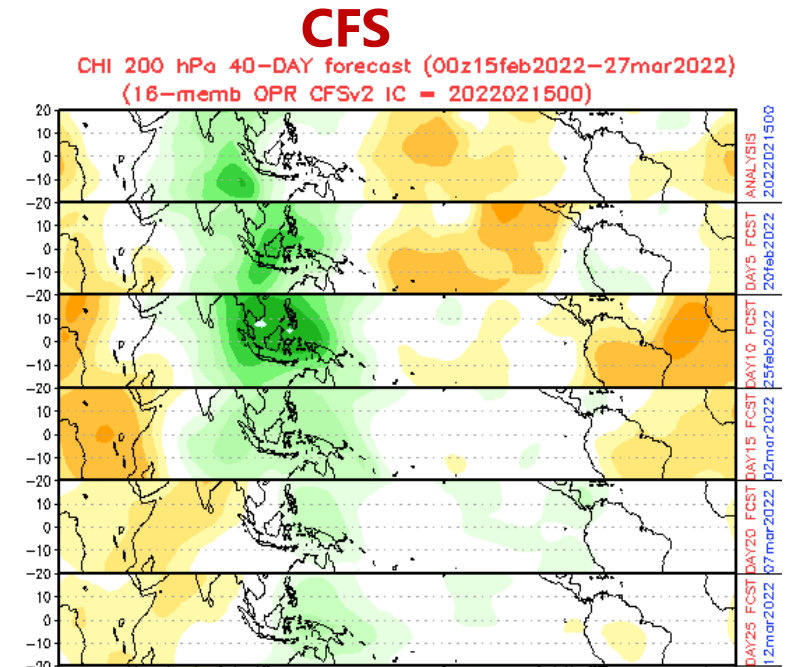 CFS
CHI 200 hPa 40-DAY forecast (00z15feb2022-27mar2022)
(16-memb OPR CFSv2 IC = 2022021500)
20
10
0
-10
-20
ANALYSIS
2022021500
10
0
-10
-20
DAY5 FCST
20feb2022
10
0
-10
-20
DAY10 FCST
25feb2022
10
0
-10
-20
DAY15 FCST
02mar2022
10
0
-10
-20
DAY20 FCST
07mar2022
10
0
-10
-20
DAY25 FCST
12mar2022